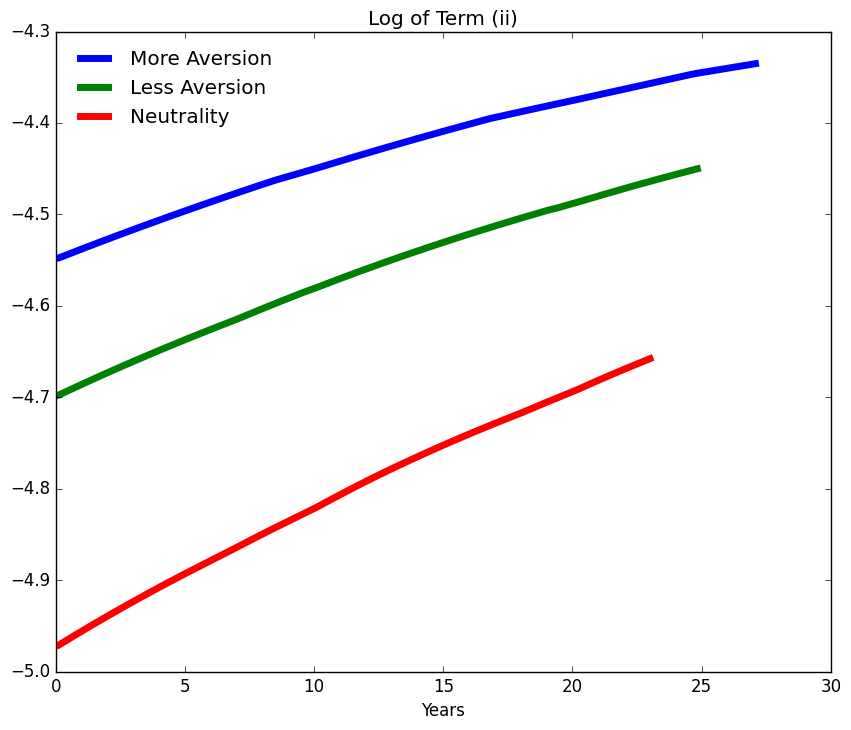 Log of Term (ii)
−4.3
−4.4
−4.5
−4.6
−4.7
−4.8
−4.9
−5.0
More Aversion
Less Aversion
Neutrality
0 5 10 15 20 25 30
Years